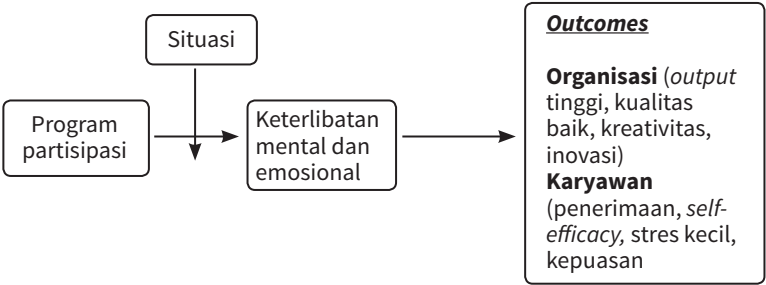 Situasi
Program
partisipasi
Keterlibatan
mental dan
emosional
Outcomes
Organisasi (output
tinggi, kualitas
baik, kreativitas,
inovasi)
Karyawan
(penerimaan, self-
efficacy, stres kecil,
kepuasan